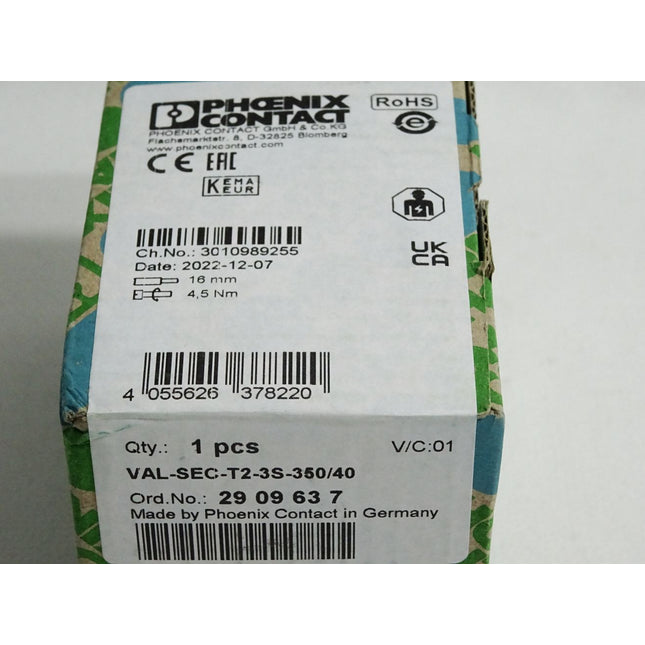 PHŒNIX
CONTACT
RoHS
e
PHOENIX CONTACT GmbH & Co.KG
Flachsmarktstr. 8, D-32825 Blomberg
www.phoenixcontact.com
CE EAC
KEMA
KEUR
UK
CA
Ch.No.: 3010989255
Date: 2022-12-07
16 mm
4,5 Nm
4 055626 378220
Qty.: 1 pcs V/C:01
VAL-SEC-T2-3S-350/40
Ord.No.: 29 09 63 7
Made by Phoenix Contact in Germany